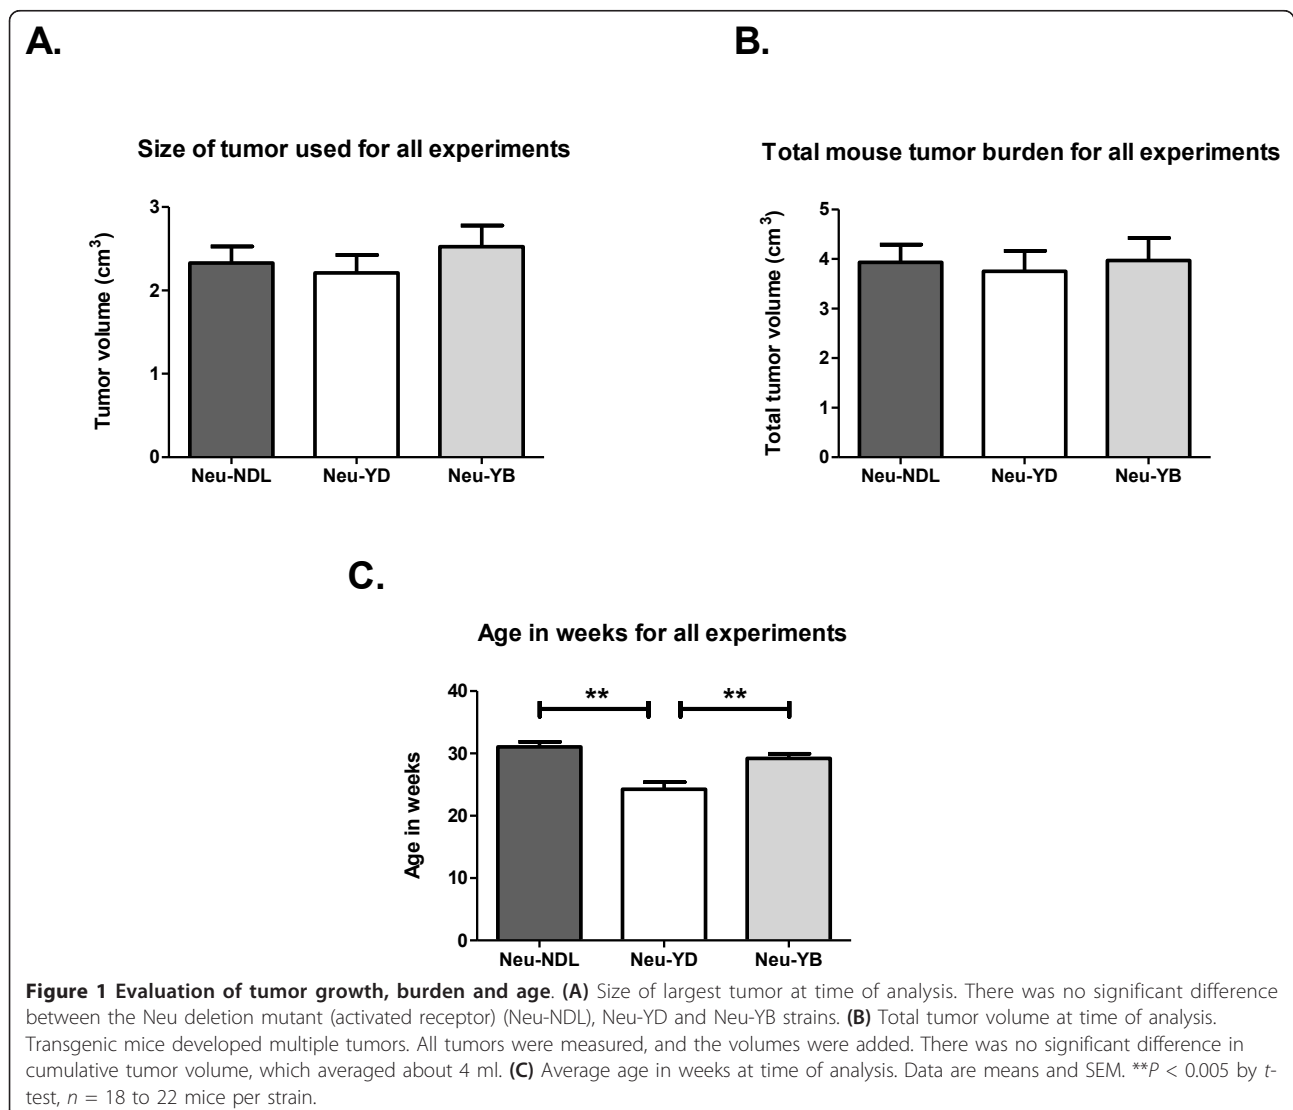 A.
Size of tumor used for all experiments
Tumor volume (cm³)
3
2
1
0
Neu-NDL Neu-YD Neu-YB
B.
Total mouse tumor burden for all experiments
Total tumor volume (cm³)
5
4
3
2
1
0
Neu-NDL Neu-YD Neu-YB
C.
Age in weeks for all experiments
Age in weeks
40
30
20
10
0
** **
Neu-NDL Neu-YD Neu-YB
Figure 1 Evaluation of tumor growth, burden and age. (A) Size of largest tumor at time of analysis. There was no significant difference
between the Neu deletion mutant (activated receptor) (Neu-NDL), Neu-YD and Neu-YB strains. (B) Total tumor volume at time of analysis.
Transgenic mice developed multiple tumors. All tumors were measured, and the volumes were added. There was no significant difference in
cumulative tumor volume, which averaged about 4 ml. (C) Average age in weeks at time of analysis. Data are means and SEM. **P < 0.005 by t-
test, n = 18 to 22 mice per strain.